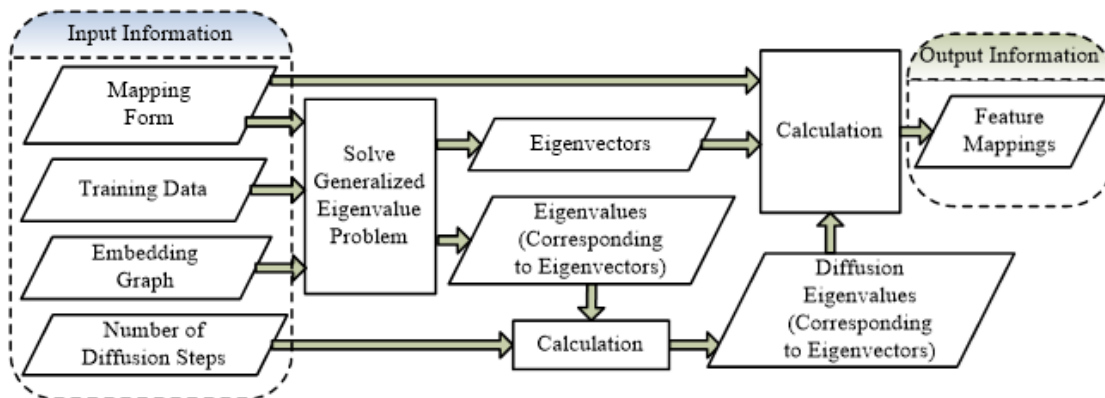 Input Information
Mapping
Form
Training Data
Embedding
Graph
Number of
Diffusion Steps
Solve
Generalized
Eigenvalue
Problem
Eigenvectors
Eigenvalues
(Corresponding
to Eigenvectors)
Calculation
Calculation
Diffusion
Eigenvalues
(Corresponding
to Eigenvectors)
Output Information
Feature
Mappings